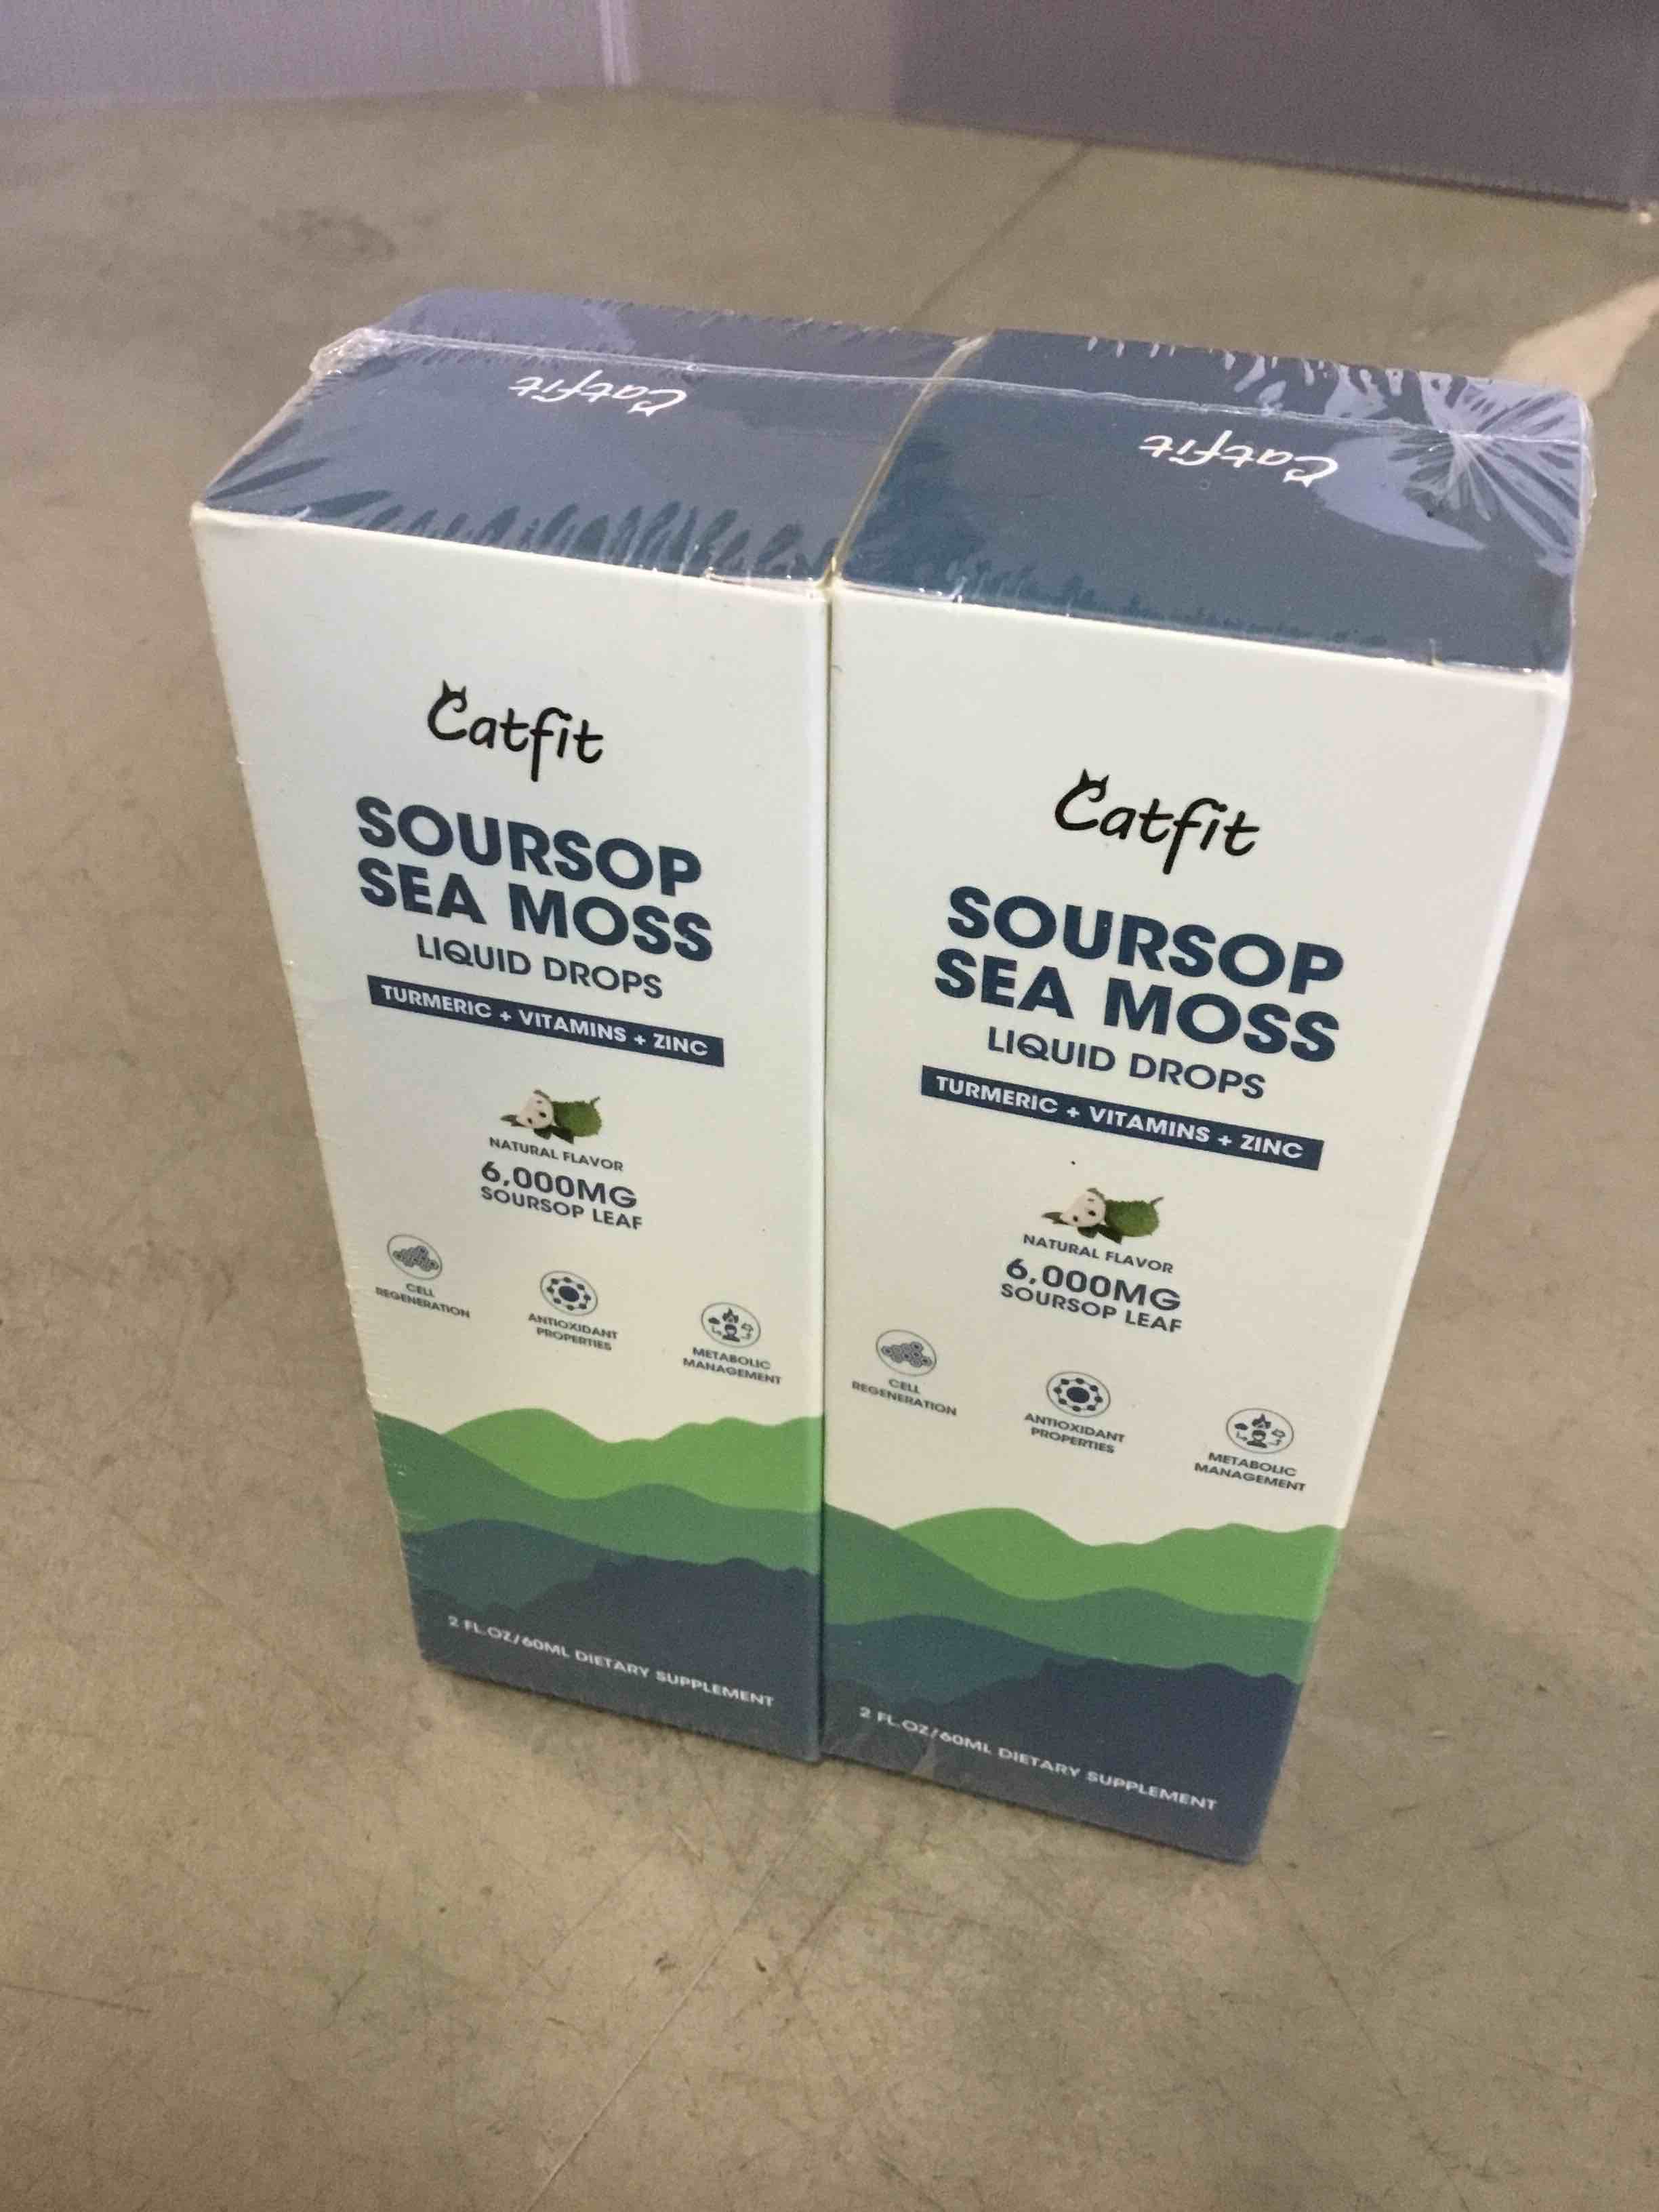 Catfit
Catfit
Catfit
SOURSOP
SEA MOSS
LIQUID DROPS
TURMERIC + VITAMINS + ZINC
NATURAL FLAVOR
6,000MG
SOURSOP LEAF
CELL
REGENERATION
ANTIOXIDANT
PROPERTIES
METABOLIC
MANAGEMENT
2 FL.OZ/60ML DIETARY SUPPLEMENT
Catfit
SOURSOP
SEA MOSS
LIQUID DROPS
TURMERIC + VITAMINS + ZINC
NATURAL FLAVOR
6,000MG
SOURSOP LEAF
CELL
REGENERATION
ANTIOXIDANT
PROPERTIES
METABOLIC
MANAGEMENT
2 FL.OZ/60ML DIETARY SUPPLEMENT